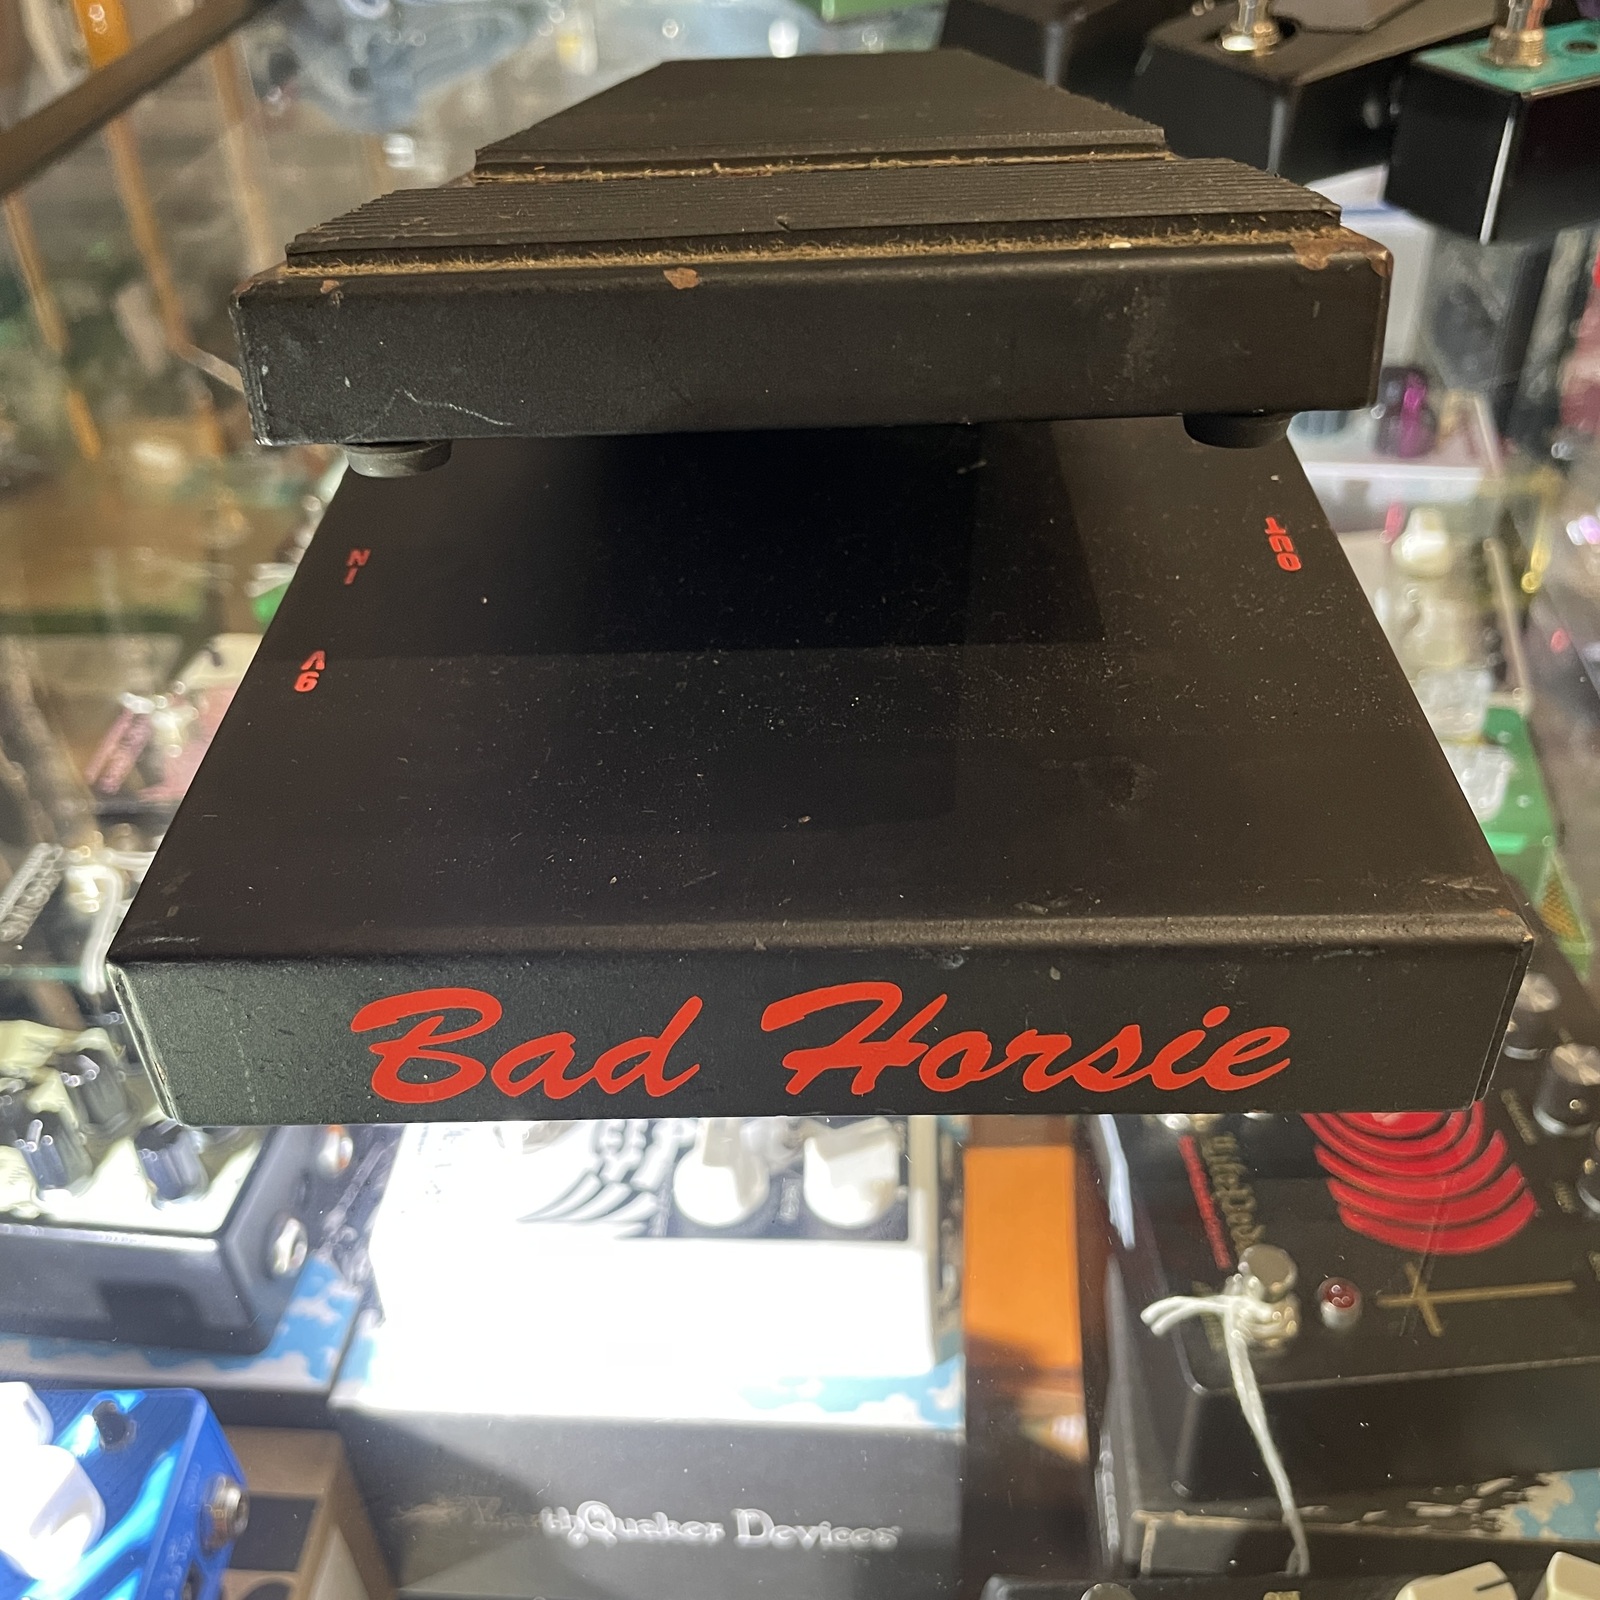 IN
OUT
9V
Bad Horsie
EarthQuaker Devices